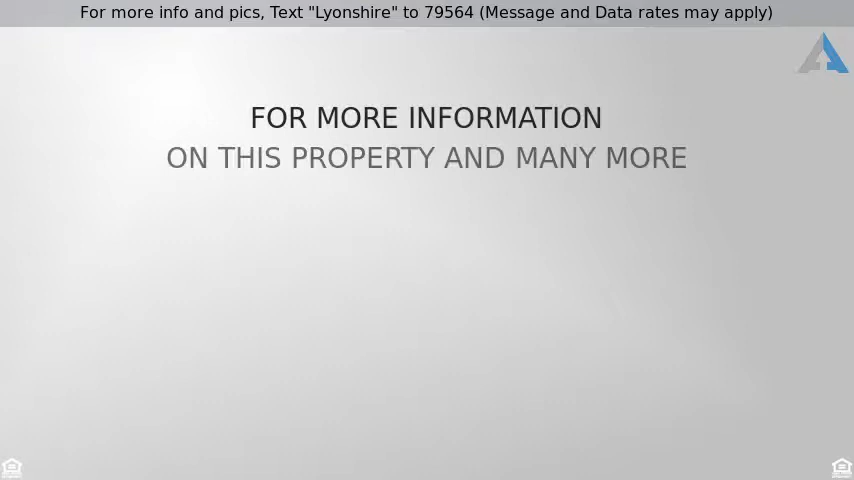 For more info and pics, Text "Lyonshire" to 79564 (Message and Data rates may apply)
FOR MORE INFORMATION
ON THIS PROPERTY AND MANY MORE